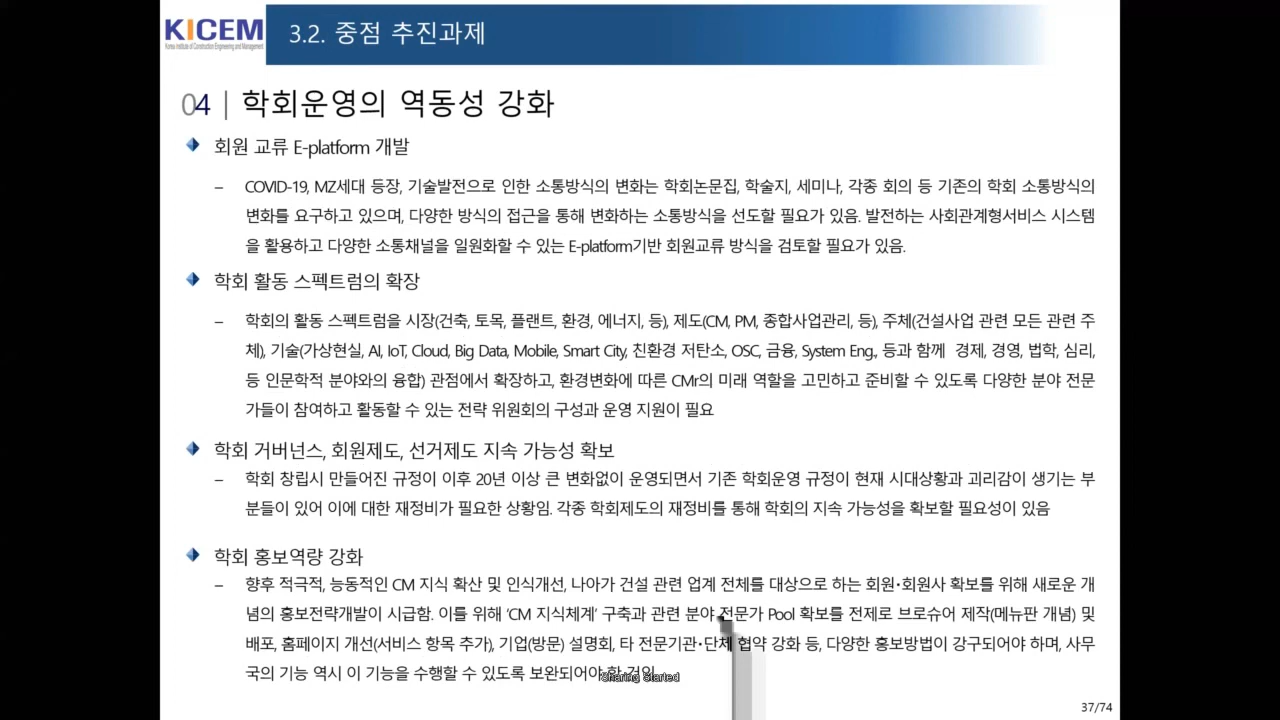 KICEM
Korea Institute of Construction Engineering and Management
3.2. 중점 추진과제
04 | 학회운영의 역동성 강화
회원 교류 E-platform 개발
– COVID-19, MZ세대 등장, 기술발전으로 인한 소통방식의 변화는 학회논문집, 학술지, 세미나, 각종 회의 등 기존의 학회 소통방식의
변화를 요구하고 있으며, 다양한 방식의 접근을 통해 변화하는 소통방식을 선도할 필요가 있음. 발전하는 사회관계형서비스 시스템
을 활용하고 다양한 소통채널을 일원화할 수 있는 E-platform기반 회원교류 방식을 검토할 필요가 있음.
학회 활동 스펙트럼의 확장
– 학회의 활동 스펙트럼을 시장(건축, 토목, 플랜트, 환경, 에너지, 등), 제도(CM, PM, 종합사업관리, 등), 주체(건설사업 관련 모든 관련 주
체), 기술(가상현실, AI, IoT, Cloud, Big Data, Mobile, Smart City, 친환경 저탄소, OSC, 금융, System Eng., 등과 함께 경제, 경영, 법학, 심리,
등 인문학적 분야와의 융합) 관점에서 확장하고, 환경변화에 따른 CMr의 미래 역할을 고민하고 준비할 수 있도록 다양한 분야 전문
가들이 참여하고 활동할 수 있는 전략 위원회의 구성과 운영 지원이 필요
학회 거버넌스, 회원제도, 선거제도 지속 가능성 확보
– 학회 창립시 만들어진 규정이 이후 20년 이상 큰 변화없이 운영되면서 기존 학회운영 규정이 현재 시대상황과 괴리감이 생기는 부
분들이 있어 이에 대한 재정비가 필요한 상황임. 각종 학회제도의 재정비를 통해 학회의 지속 가능성을 확보할 필요성이 있음
학회 홍보역량 강화
– 향후 적극적, 능동적인 CM 지식 확산 및 인식개선, 나아가 건설 관련 업계 전체를 대상으로 하는 회원·회원사 확보를 위해 새로운 개
념의 홍보전략개발이 시급함. 이를 위해 'CM 지식체계' 구축과 관련 분야 전문가 Pool 확보를 전제로 브로슈어 제작(메뉴판 개념) 및
배포, 홈페이지 개선(서비스 항목 추가), 기업(방문) 설명회, 타 전문기관·단체 협약 강화 등, 다양한 홍보방법이 강구되어야 하며, 사무
국의 기능 역시 이 기능을 수행할 수 있도록 보완되어야 할 것임
Sharing Started
37/74